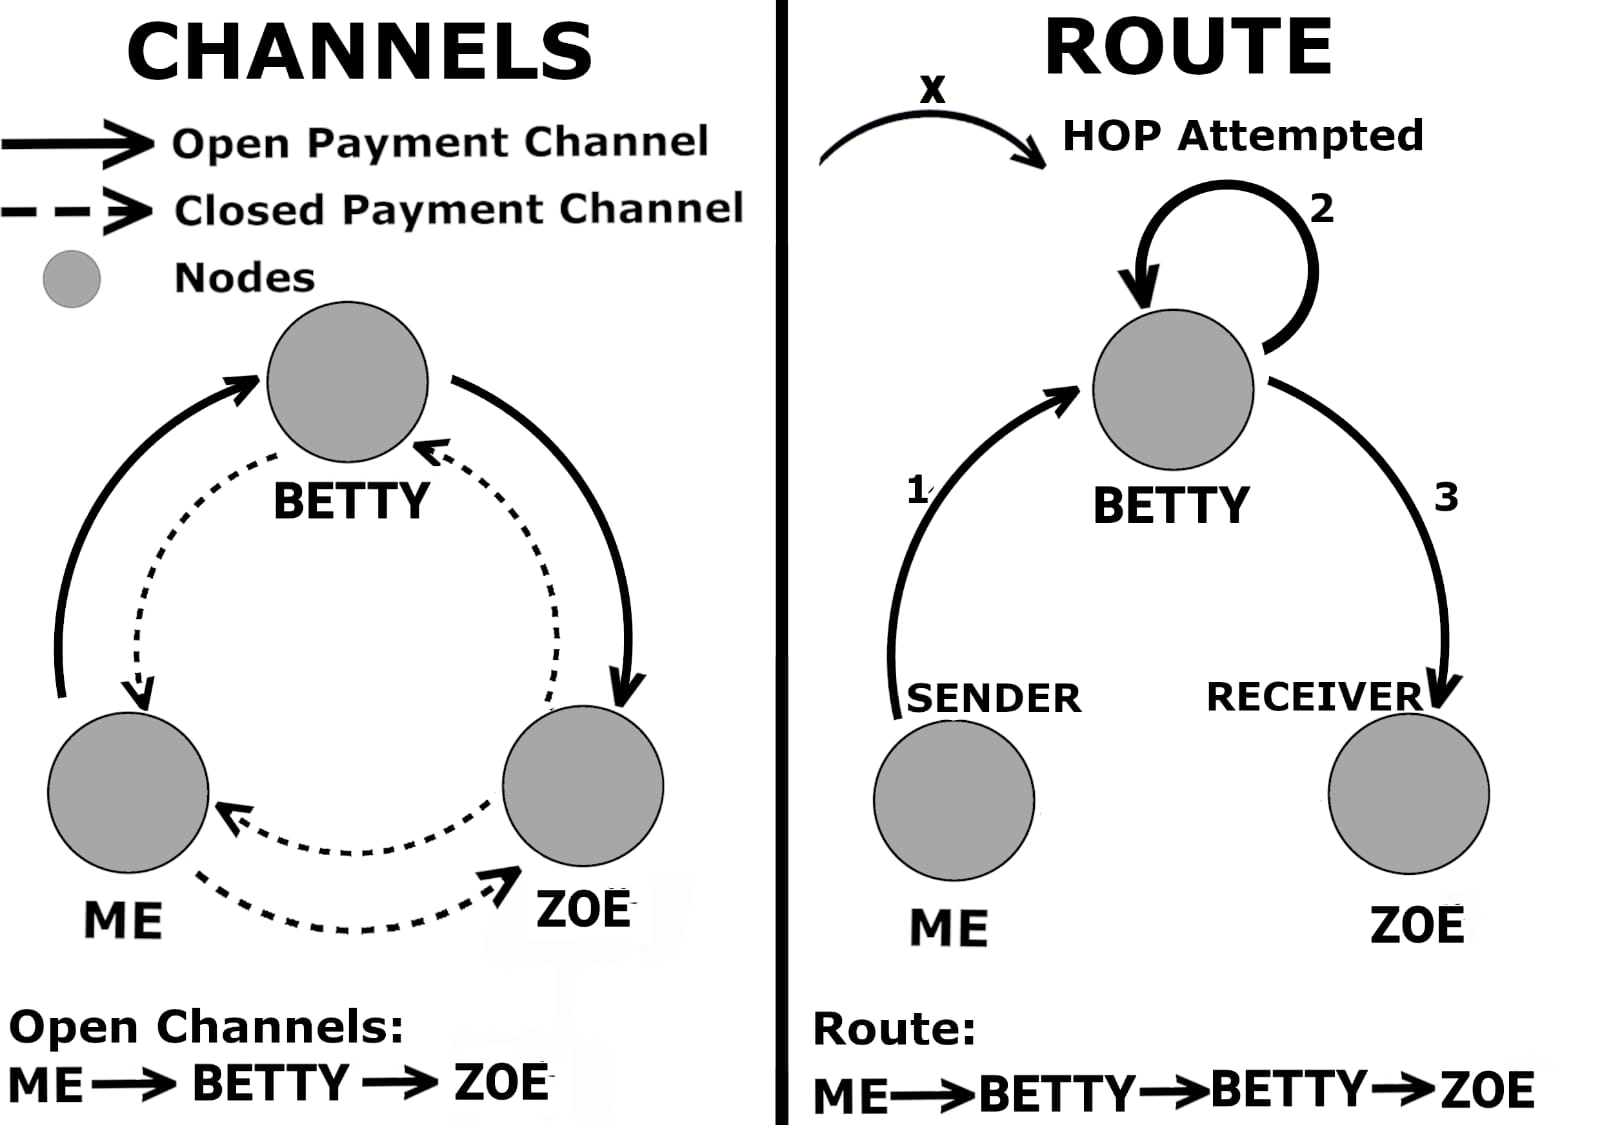 CHANNELS
Open Payment Channel
Closed Payment Channel
Nodes
BETTY
ME
ZOE
Open Channels:
ME → BETTY → ZOE
ROUTE
X
HOP Attempted
2
BETTY
1
3
SENDER
RECEIVER
ME
ZOE
Route:
ME→BETTY→BETTY→ZOE